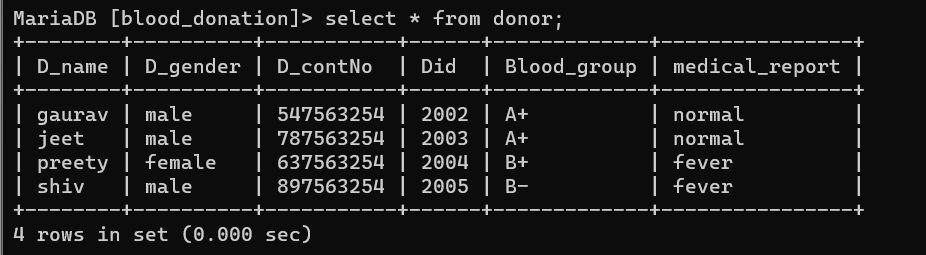 MariaDB [blood_donation]> select * from donor;
+--------+----------+-----------+------+-------------+----------------+
| D_name | D_gender | D_contNo  | Did  | Blood_group | medical_report |
+--------+----------+-----------+------+-------------+----------------+
| gaurav | male     | 547563254 | 2002 | A+          | normal         |
| jeet   | male     | 787563254 | 2003 | A+          | normal         |
| preety | female   | 637563254 | 2004 | B+          | fever          |
| shiv   | male     | 897563254 | 2005 | B-          | fever          |
+--------+----------+-----------+------+-------------+----------------+
4 rows in set (0.000 sec)